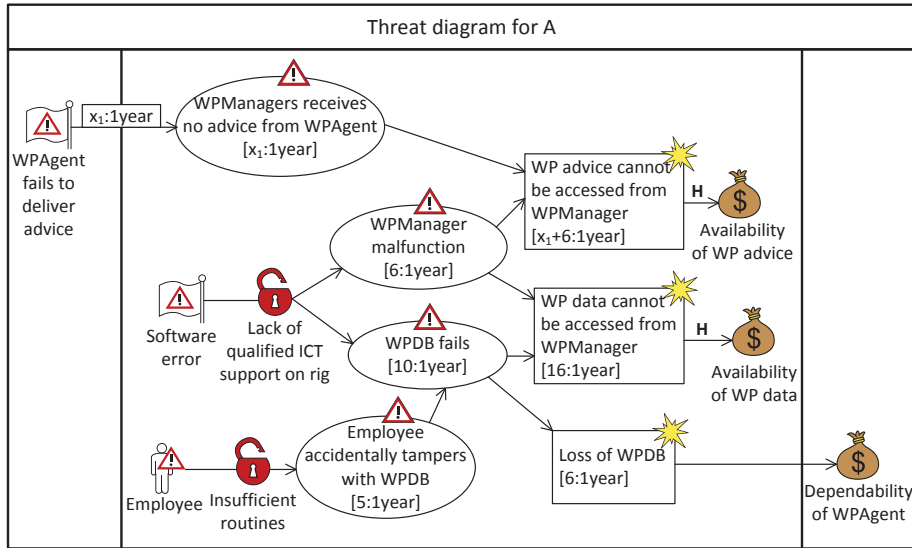 Threat diagram for A
x₁:1year
WPAgent
fails to
deliver
advice
WPManagers receives
no advice from WPAgent
[x₁:1year]
WP advice cannot
be accessed from
WPManager
[x₁+6:1year]
H
$
Availability
of WP advice
WPManager
malfunction
[6:1year]
Software
error
Lack of
qualified ICT
support on rig
WPDB fails
[10:1year]
WP data cannot
be accessed from
WPManager
[16:1year]
H
$
Availability
of WP data
Employee
Insufficient
routines
Employee
accidentally tampers
with WPDB
[5:1year]
Loss of WPDB
[6:1year]
$
Dependability
of WPAgent